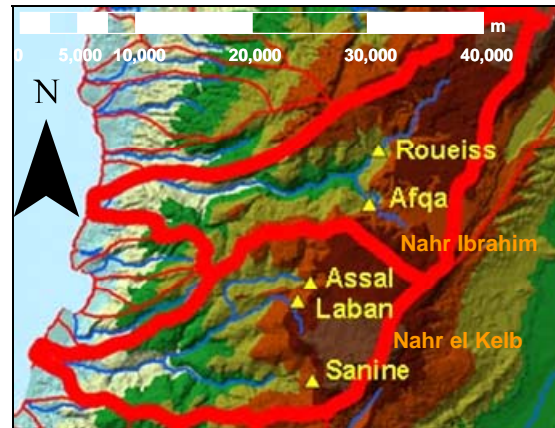 m
0 5,000 10,000 20,000 30,000 40,000
N
Roueiss
Afqa
Nahr Ibrahim
Assal
Laban
Nahr el Kelb
Sanine